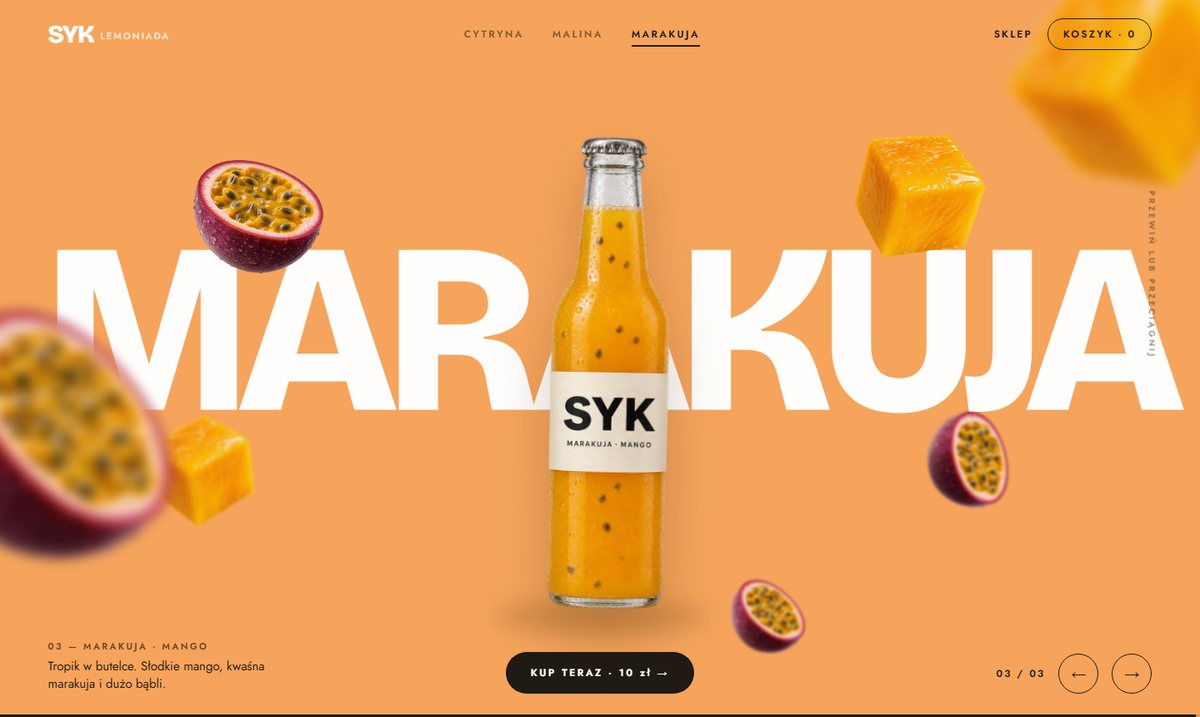 SYK LEMONIADA
CYTRYNA MALINA MARAKUJA
SKLEP KOSZYK · 0
PRZEWIŃ LUB PRZECIĄGNIJ
MARAKUJA
SYK
MARAKUJA · MANGO
03 — MARAKUJA · MANGO
Tropik w butelce. Słodkie mango, kwaśna
marakuja i dużo bąbli.
KUP TERAZ · 10 zł →
03 / 03 ← →